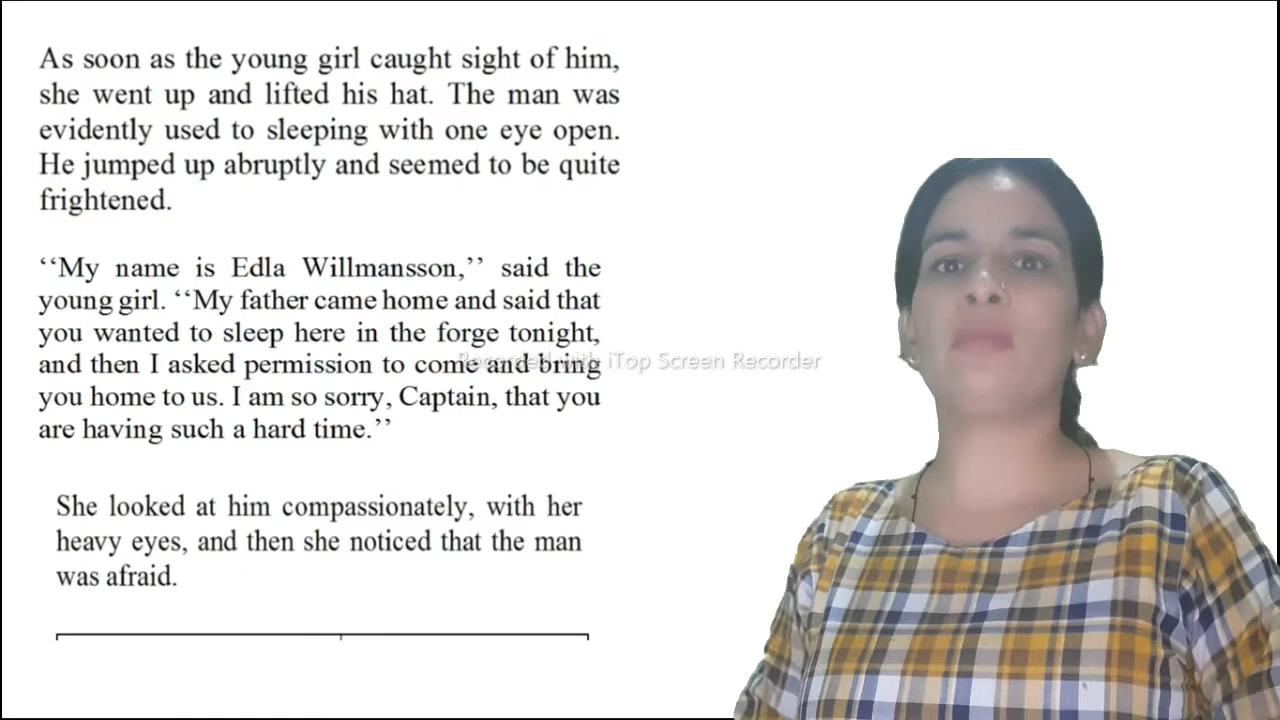 As soon as the young girl caught sight of him,
she went up and lifted his hat. The man was
evidently used to sleeping with one eye open.
He jumped up abruptly and seemed to be quite
frightened.
‘‘My name is Edla Willmansson,’’ said the
young girl. ‘‘My father came home and said that
you wanted to sleep here in the forge tonight,
and then I asked permission to come and bring
you home to us. I am so sorry, Captain, that you
are having such a hard time.’’
Recorded with iTop Screen Recorder
She looked at him compassionately, with her
heavy eyes, and then she noticed that the man
was afraid.